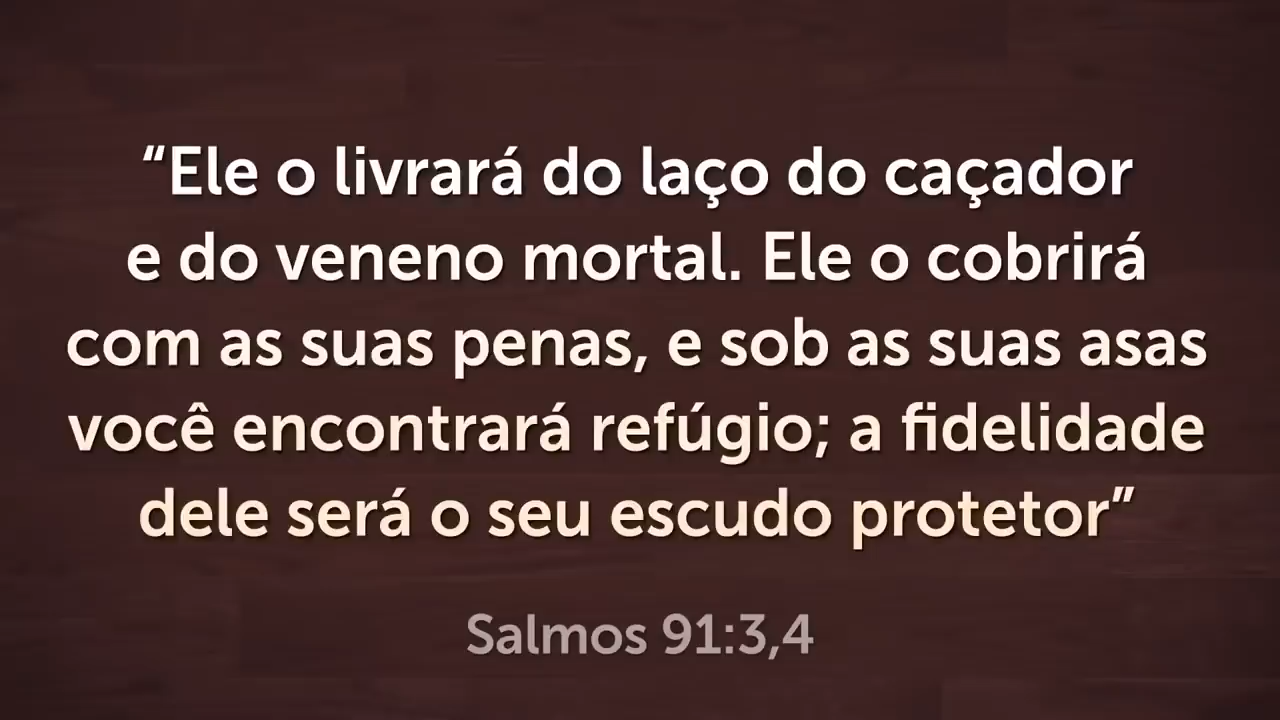 “Ele o livrará do laço do caçador
e do veneno mortal. Ele o cobrirá
com as suas penas, e sob as suas asas
você encontrará refúgio; a fidelidade
dele será o seu escudo protetor”
Salmos 91:3,4